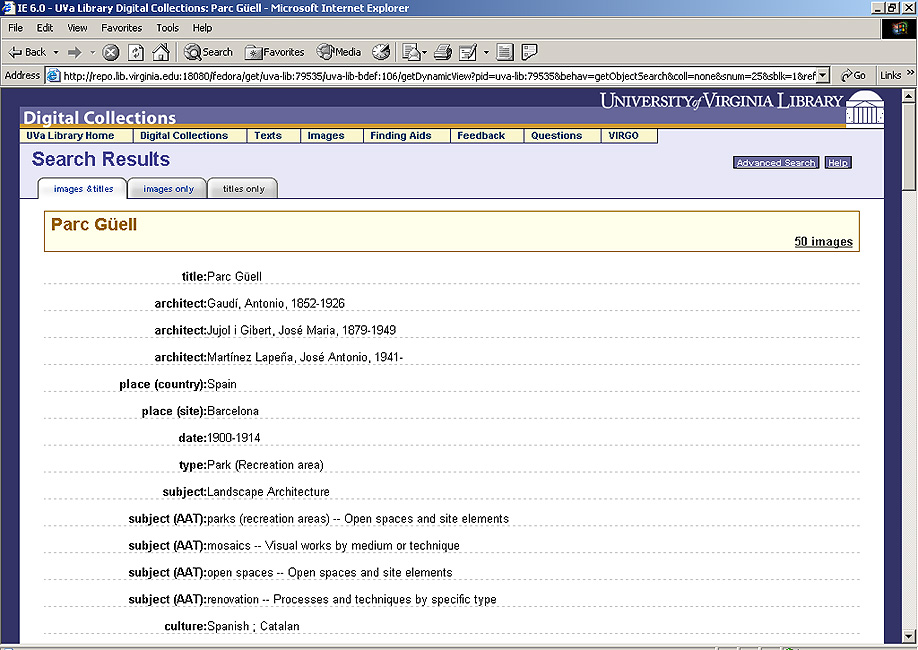 IE 6.0 - UVa Library Digital Collections: Parc Güell - Microsoft Internet Explorer
File Edit View Favorites Tools Help
Back Search Favorites Media
Address http://repo.lib.virginia.edu:18080/fedora/get/uva-lib:79535/uva-lib-bdef:106/getDynamicView?pid=uva-lib:79535&behav=getObjectSearch&coll=none&snum=25&sblk=1&ref Go Links »
UNIVERSITY of VIRGINIA LIBRARY
Digital Collections
UVa Library Home Digital Collections Texts Images Finding Aids Feedback Questions VIRGO
Search Results
Advanced Search Help
images & titles images only titles only
Parc Güell
50 images
title:Parc Güell
architect:Gaudí, Antonio, 1852-1926
architect:Jujol i Gibert, José Maria, 1879-1949
architect:Martínez Lapeña, José Antonio, 1941-
place (country):Spain
place (site):Barcelona
date:1900-1914
type:Park (Recreation area)
subject:Landscape Architecture
subject (AAT):parks (recreation areas) -- Open spaces and site elements
subject (AAT):mosaics -- Visual works by medium or technique
subject (AAT):open spaces -- Open spaces and site elements
subject (AAT):renovation -- Processes and techniques by specific type
culture:Spanish ; Catalan